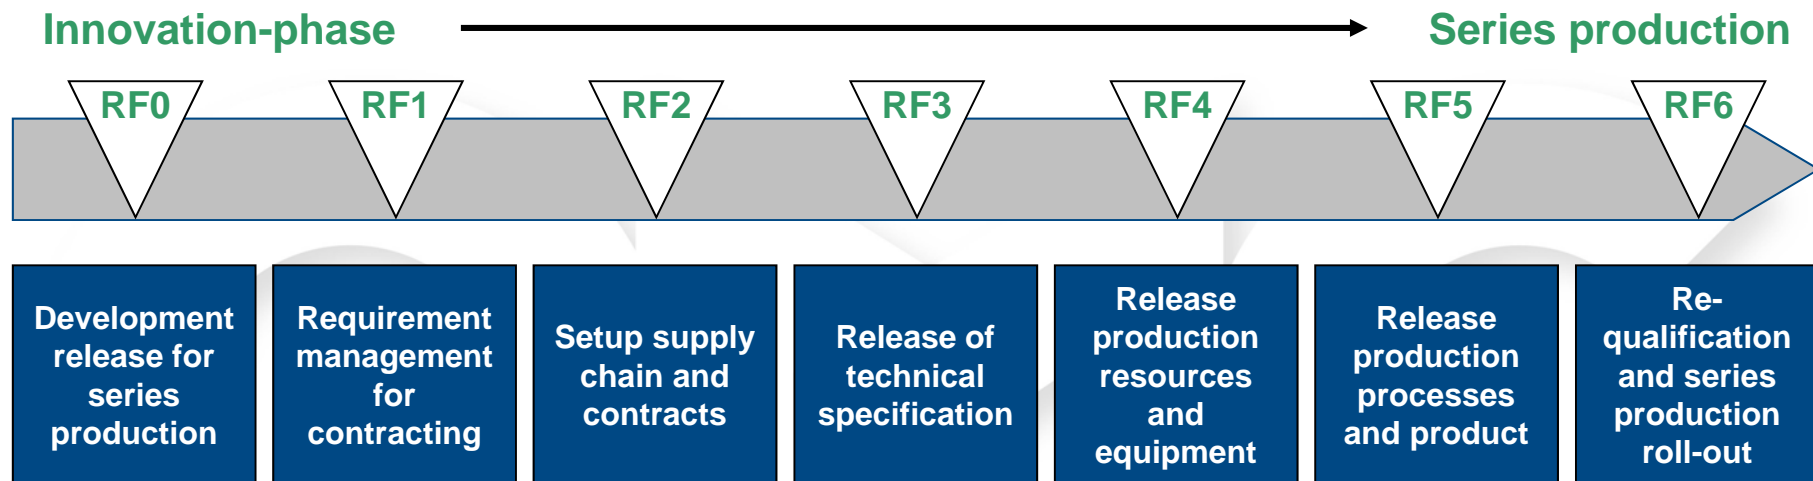 Innovation-phase
Series production
RF0
RF1
RF2
RF3
RF4
RF5
RF6
Development
release for
series
production
Requirement
management
for
contracting
Setup supply
chain and
contracts
Release of
technical
specification
Release
production
resources
and
equipment
Release
production
processes
and product
Re-
qualification
and series
production
roll-out